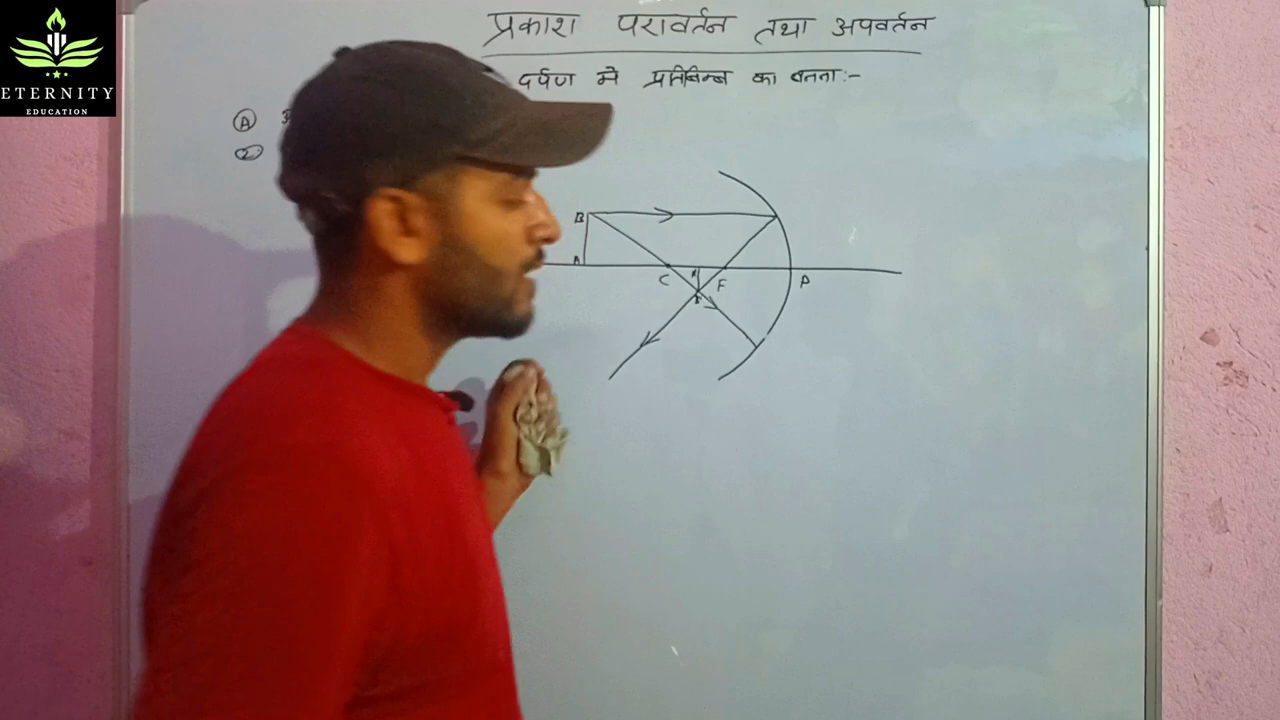 ETERNITY
EDUCATION
प्रकाश परावर्तन तथा अपवर्तन
दर्पण मे प्रतिबिम्ब का बनना:-
A
B
A
C
F
P